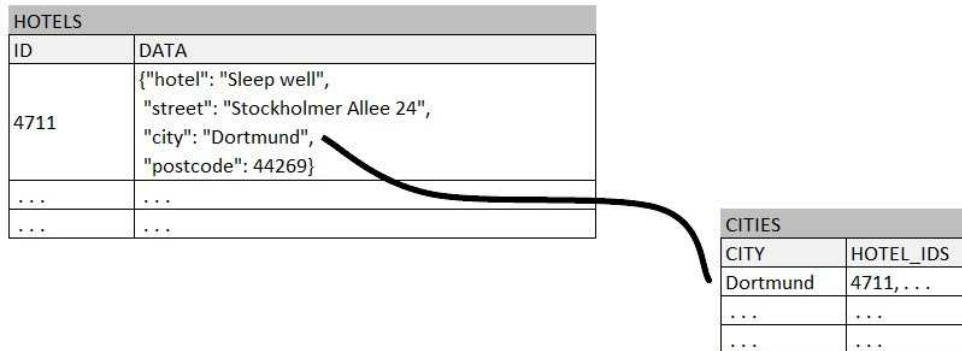 HOTELS
ID DATA
4711
{"hotel": "Sleep well",
"street": "Stockholmer Allee 24",
"city": "Dortmund",
"postcode": 44269}
. . . . . .
. . . . . .
CITIES
CITY HOTEL_IDS
Dortmund 4711, . . .
. . . . . .
. . . . . .